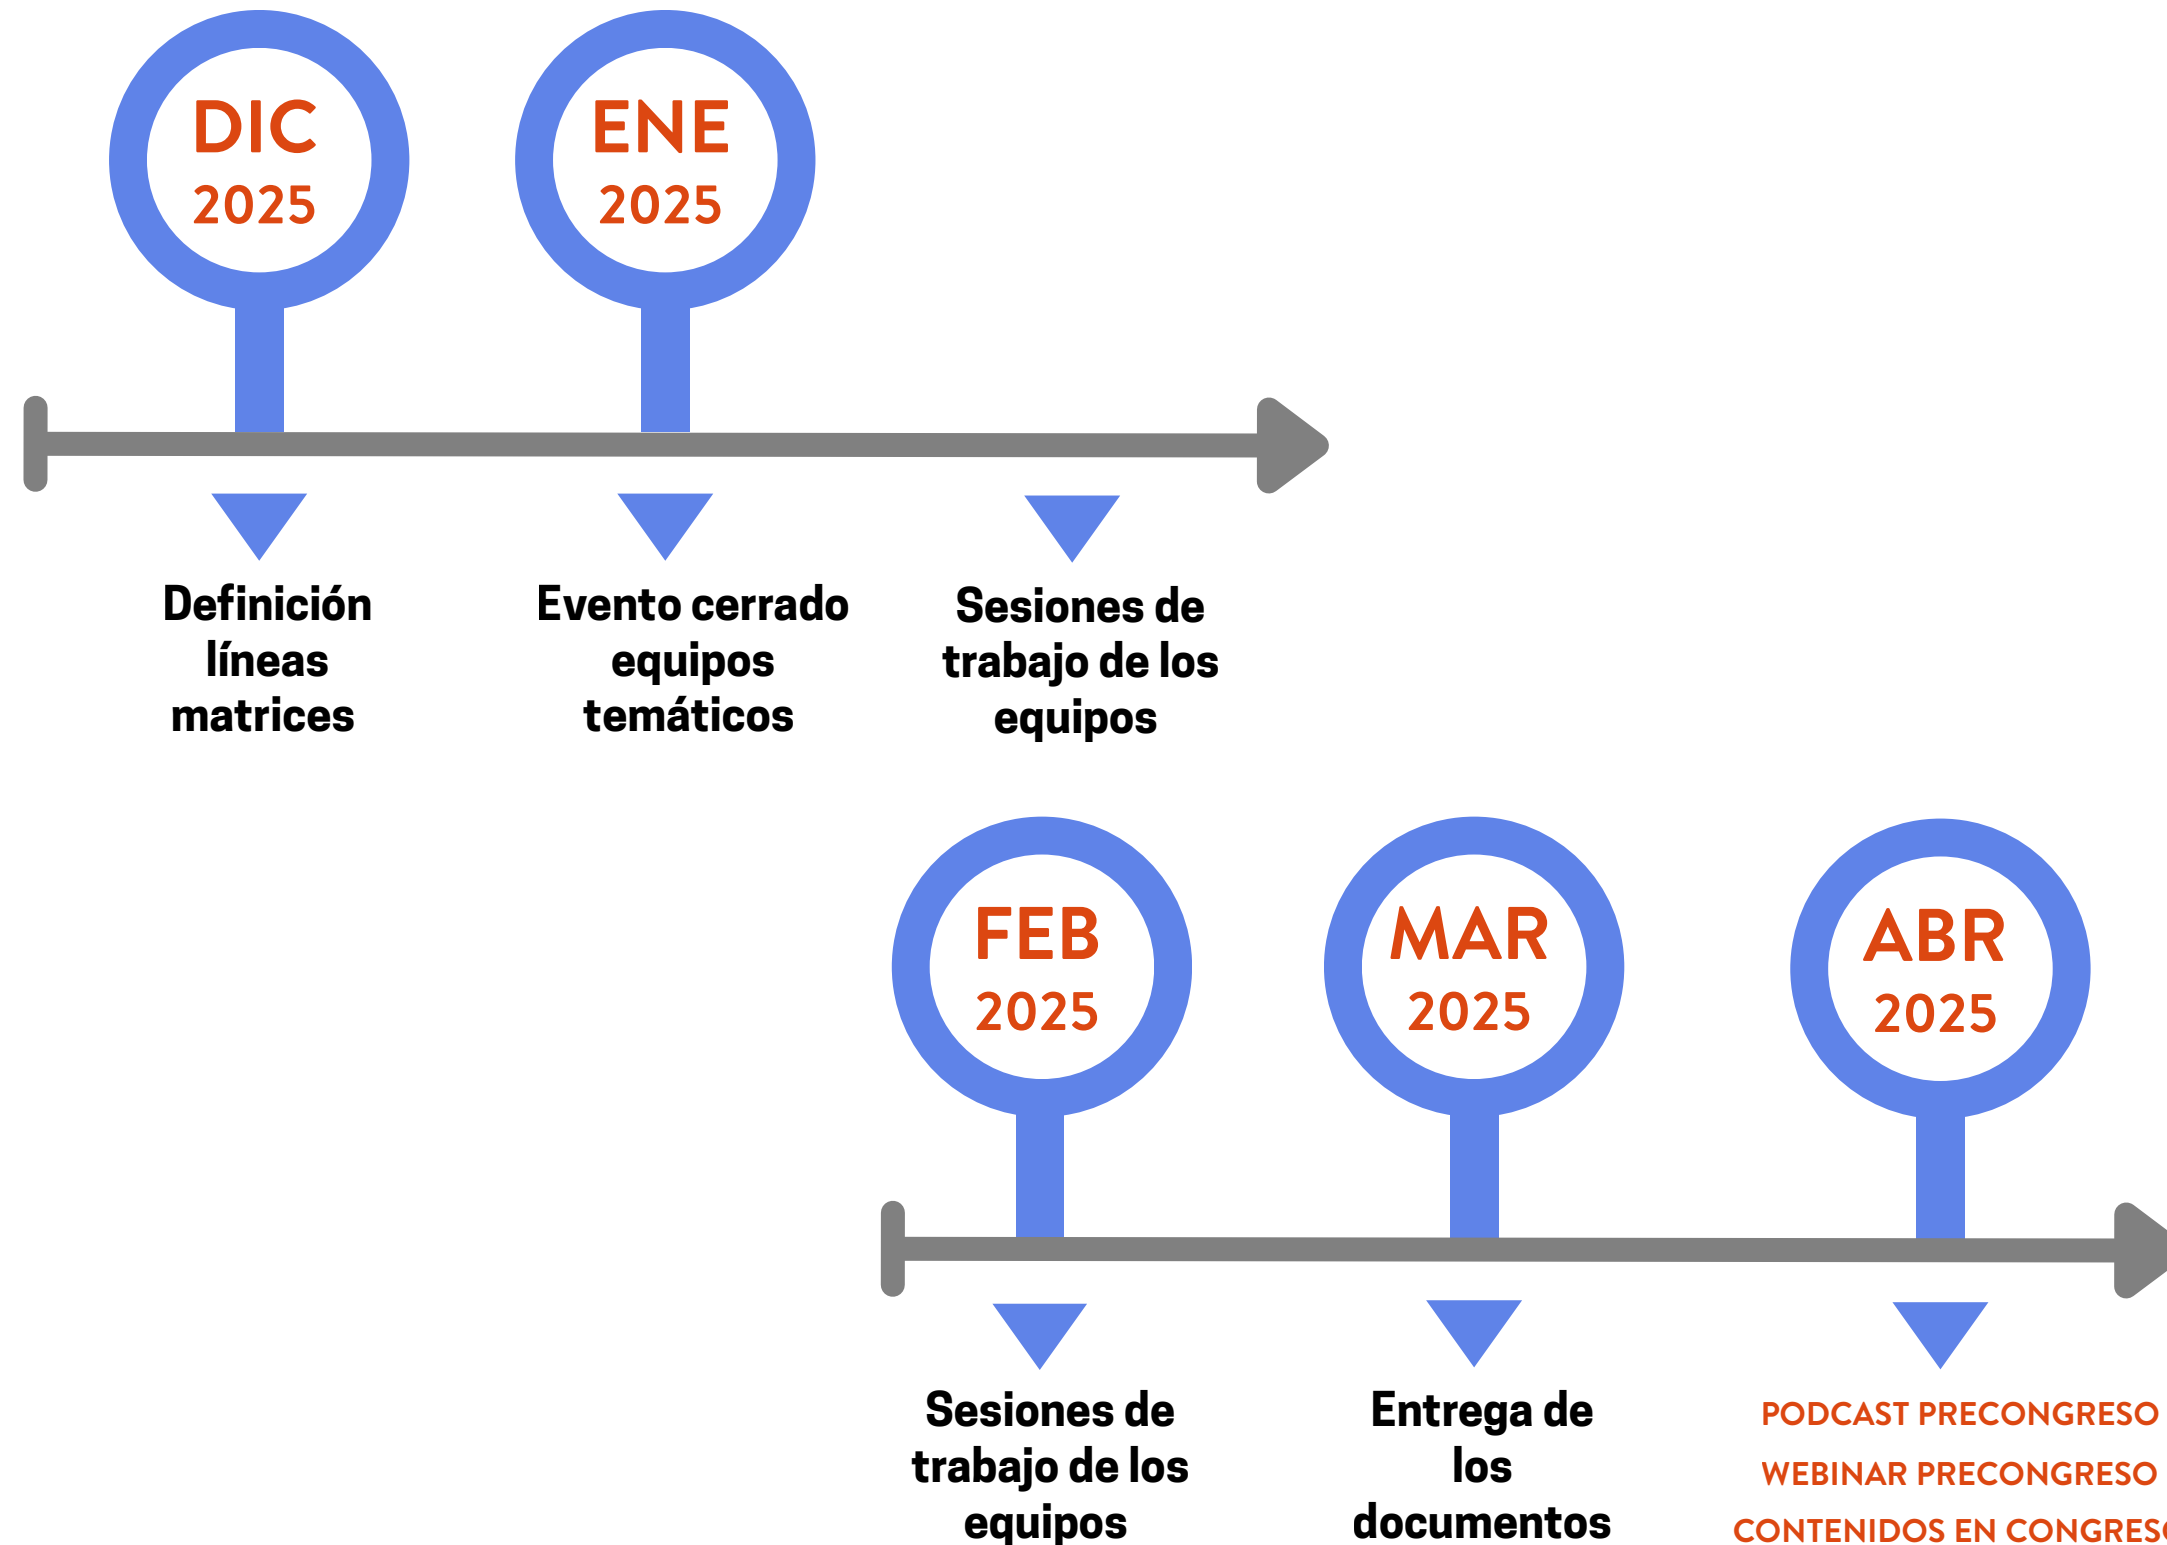 DIC
2025
ENE
2025
Definición
líneas
matrices
Evento cerrado
equipos
temáticos
Sesiones de
trabajo de los
equipos
FEB
2025
MAR
2025
ABR
2025
Sesiones de
trabajo de los
equipos
Entrega de
los
documentos
PODCAST PRECONGRESO
WEBINAR PRECONGRESO
CONTENIDOS EN CONGRESO